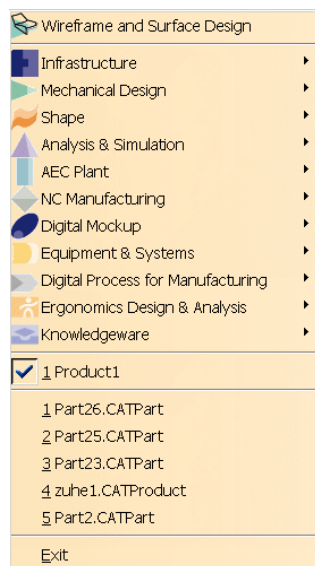 Wireframe and Surface Design
Infrastructure
Mechanical Design
Shape
Analysis & Simulation
AEC Plant
NC Manufacturing
Digital Mockup
Equipment & Systems
Digital Process for Manufacturing
Ergonomics Design & Analysis
Knowledgeware
1 Product1
1 Part26.CATPart
2 Part25.CATPart
3 Part23.CATPart
4 zuhe1.CATProduct
5 Part2.CATPart
Exit